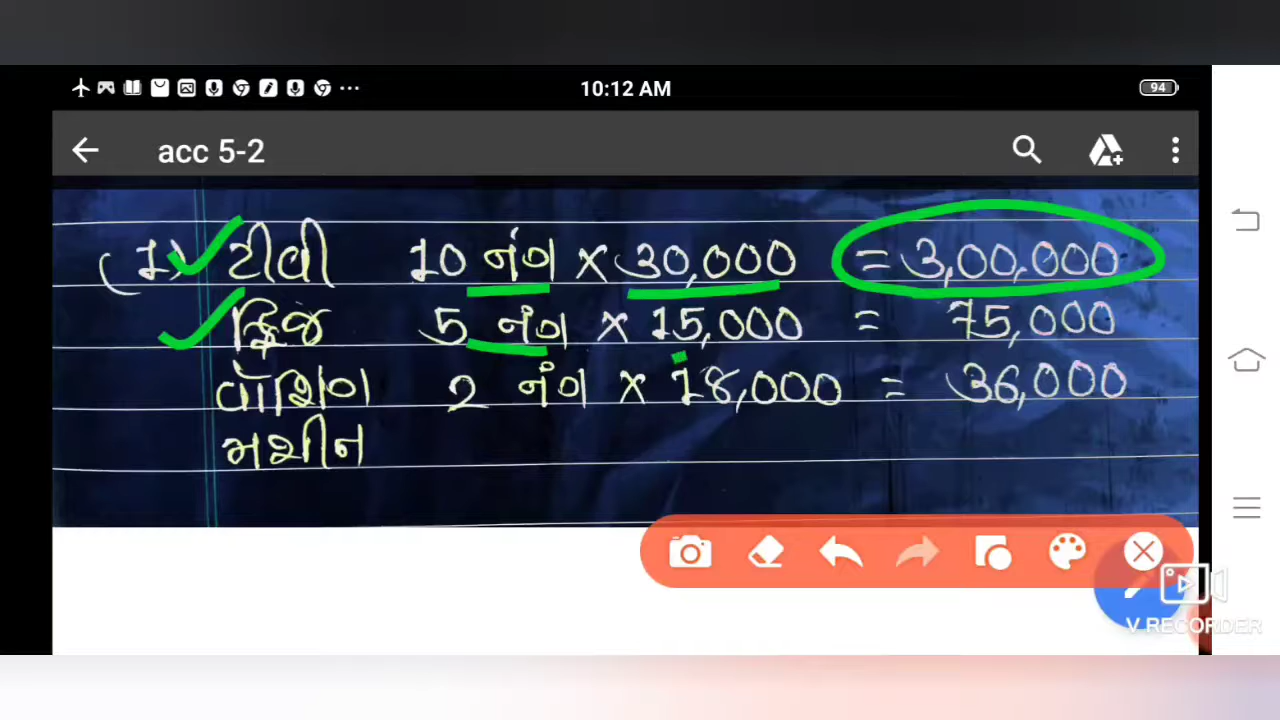 10:12 AM
94
acc 5-2
(1) ટીવી 10 નંગ × 30,000 = 3,00,000
ફ્રિજ 5 નંગ × 15,000 = 75,000
વૉશિંગ 2 નંગ × 18,000 = 36,000
મશીન
V RECORDER